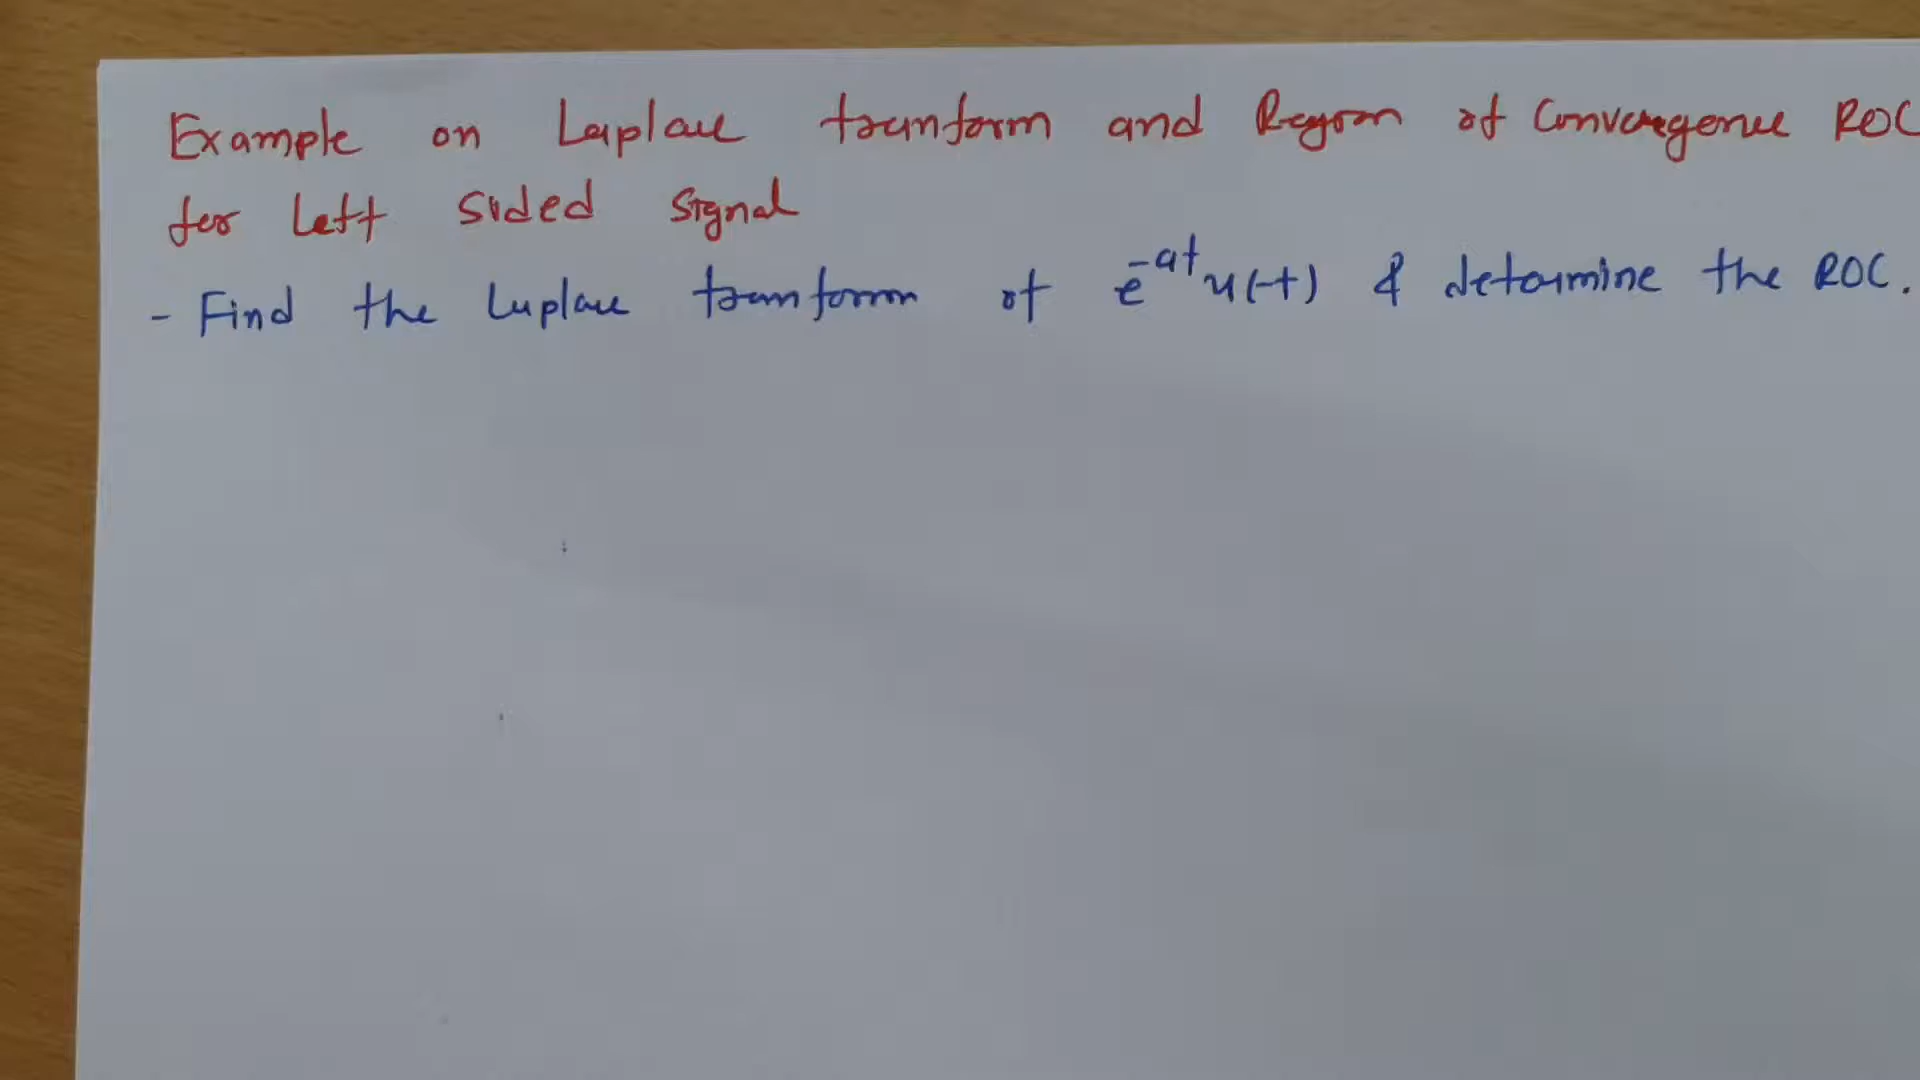 Example on Laplace transform and Region of Convergence ROC
for Left sided signal
- Find the Laplace transform of e^-at u(-t) & determine the ROC.